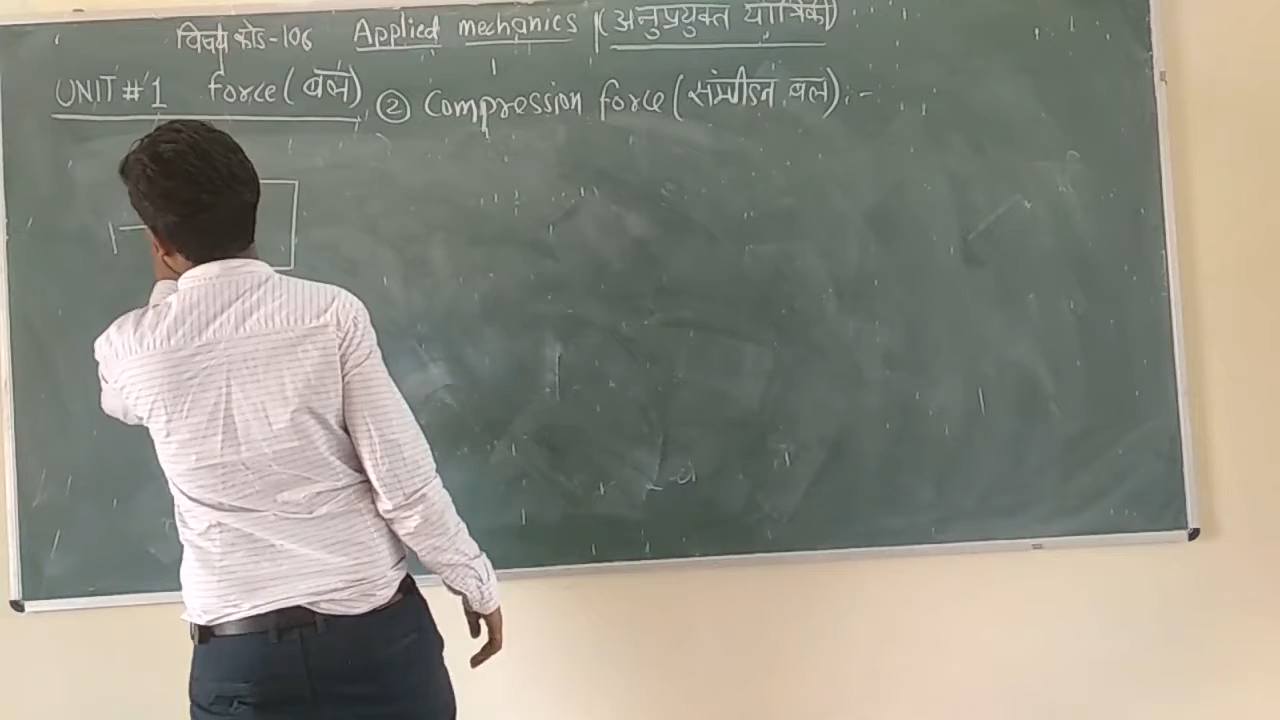 विषय कोड-106 Applied mechanics (अनुप्रयुक्त यांत्रिकी)
UNIT #1 force (बल) ② Compression force (संम्पीडन बल) :-